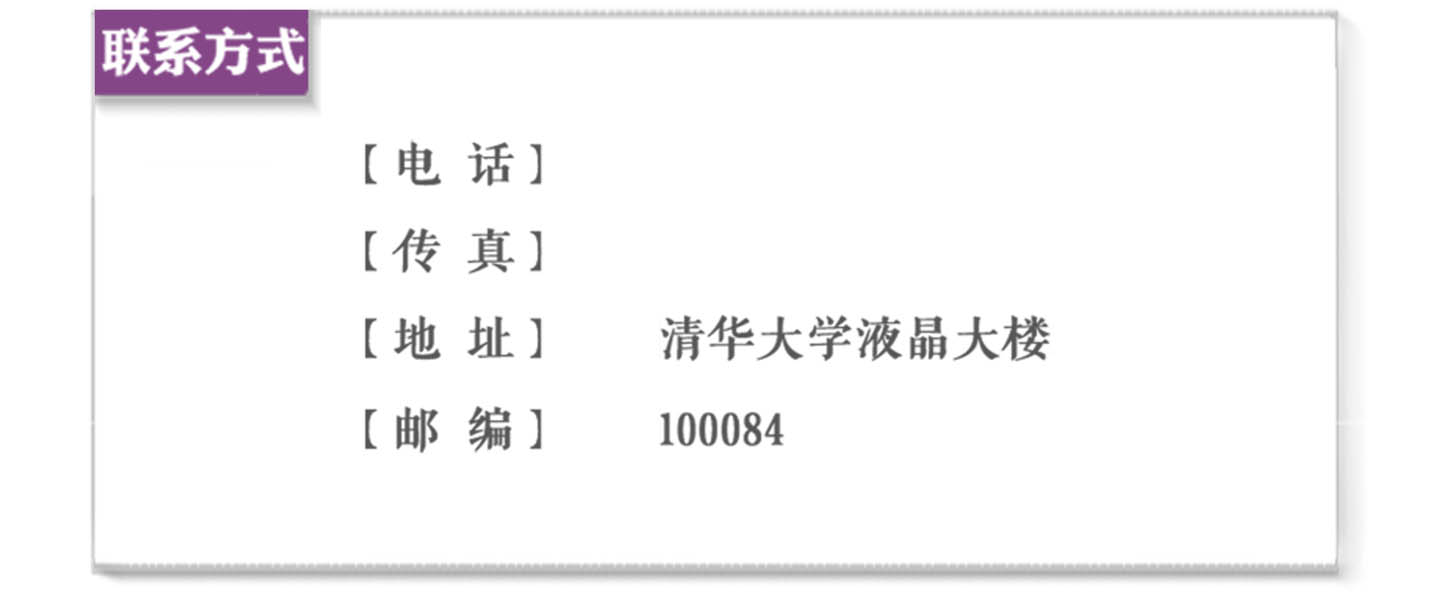 联系方式
【电 话】
【传 真】
【地 址】 清华大学液晶大楼
【邮 编】 100084